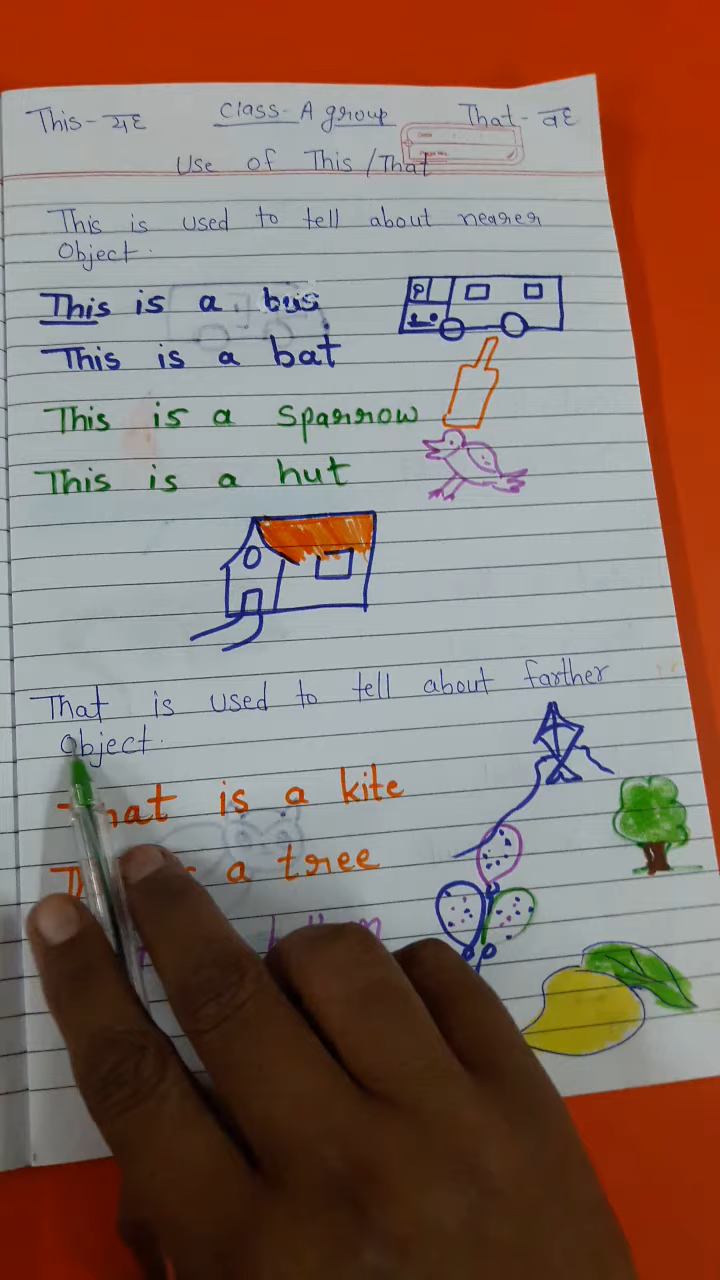 This - यह Class- A group That - वह
Use of This / That
This is used to tell about nearer
Object.
This is a bus
This is a bat
This is a sparrow
This is a hut
That is used to tell about farther
Object.
is a kite
a tree